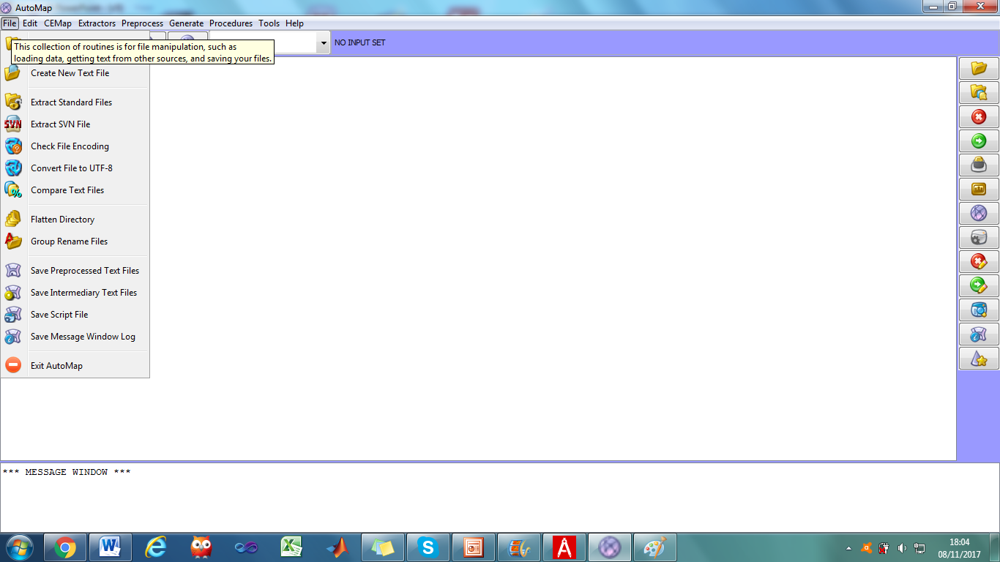 AutoMap
File Edit CEMap Extractors Preprocess Generate Procedures Tools Help
NO INPUT SET
This collection of routines is for file manipulation, such as
loading data, getting text from other sources, and saving your files.
Create New Text File
Extract Standard Files
SVN Extract SVN File
Check File Encoding
Convert File to UTF-8
% Compare Text Files
Flatten Directory
A Group Rename Files
Save Preprocessed Text Files
Save Intermediary Text Files
Save Script File
Save Message Window Log
Exit AutoMap
*** MESSAGE WINDOW ***
18:04
08/11/2017